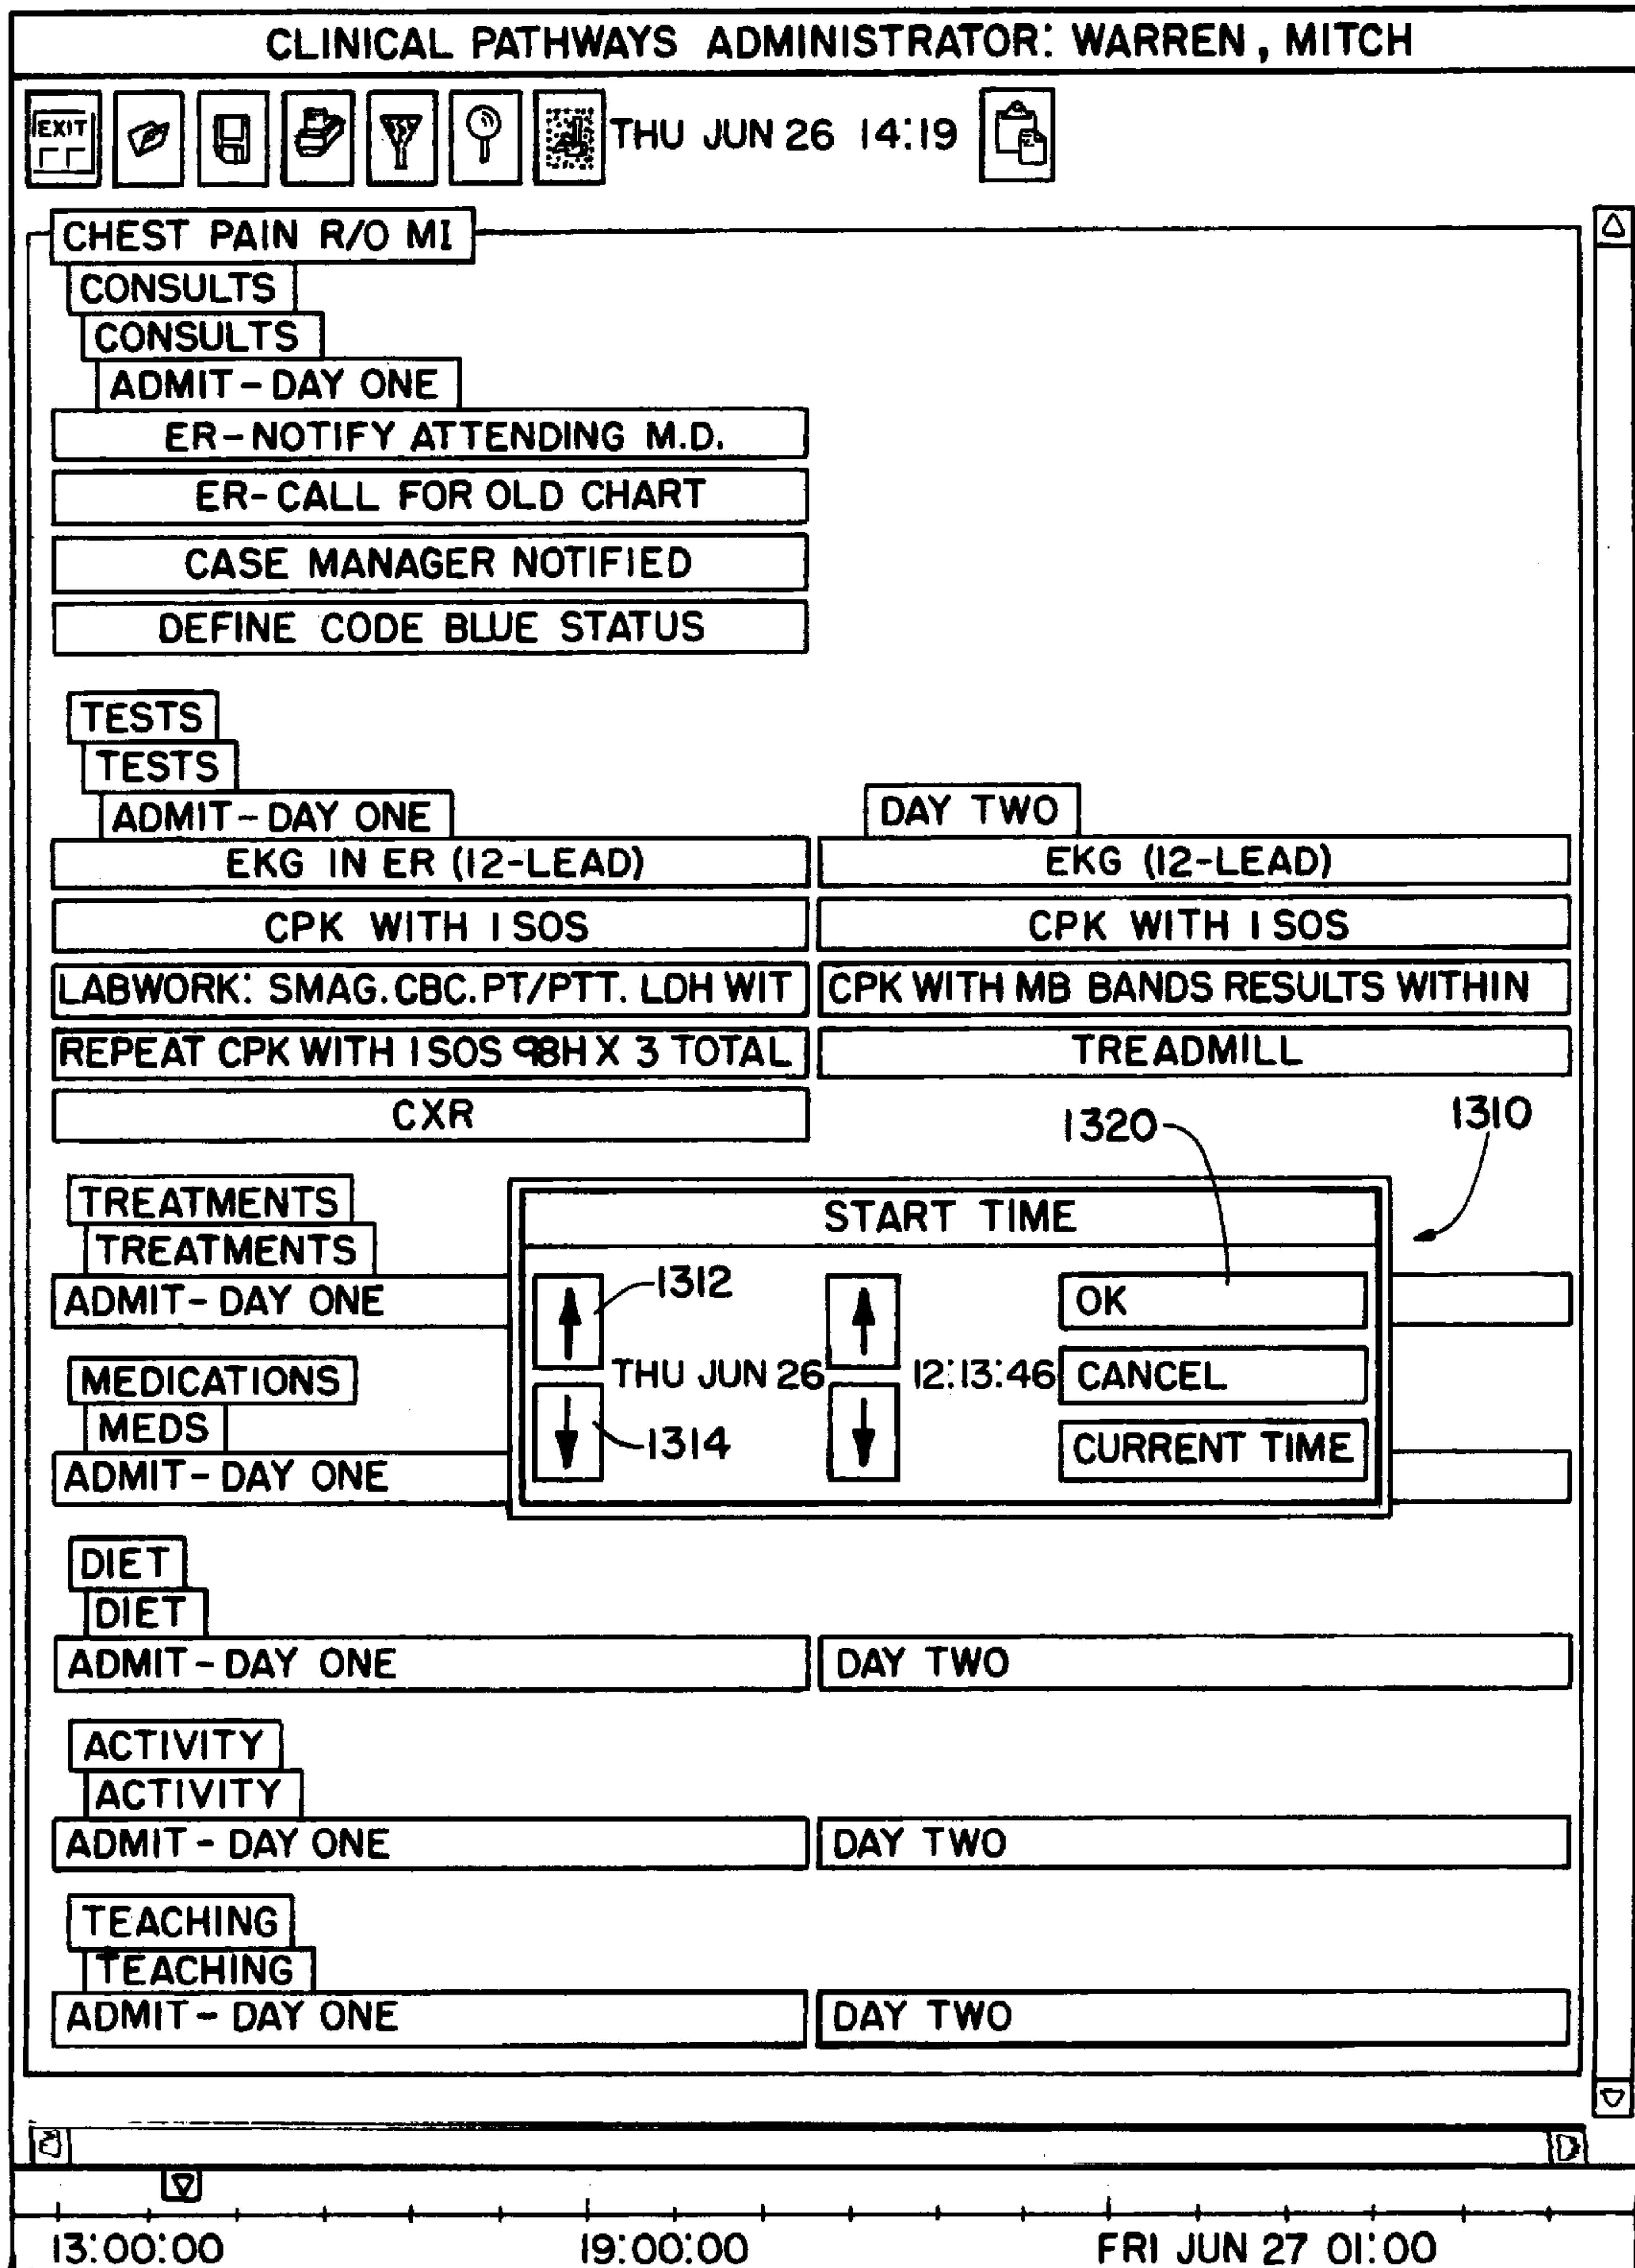 CLINICAL PATHWAYS ADMINISTRATOR: WARREN, MITCH
EXIT
THU JUN 26 14:19
CHEST PAIN R/O MI
CONSULTS
CONSULTS
ADMIT-DAY ONE
ER-NOTIFY ATTENDING M.D.
ER-CALL FOR OLD CHART
CASE MANAGER NOTIFIED
DEFINE CODE BLUE STATUS
TESTS
TESTS
ADMIT-DAY ONE DAY TWO
EKG IN ER (12-LEAD) EKG (12-LEAD)
CPK WITH ISOS CPK WITH ISOS
LABWORK: SMAG.CBC.PT/PTT. LDH WIT CPK WITH MB BANDS RESULTS WITHIN
REPEAT CPK WITH ISOS 98H X 3 TOTAL TREADMILL
CXR
1320 1310
TREATMENTS
START TIME
TREATMENTS
1312
ADMIT-DAY ONE
OK
MEDICATIONS
THU JUN 26 12:13:46 CANCEL
MEDS
1314
CURRENT TIME
ADMIT-DAY ONE
DIET
DIET
ADMIT-DAY ONE DAY TWO
ACTIVITY
ACTIVITY
ADMIT-DAY ONE DAY TWO
TEACHING
TEACHING
ADMIT-DAY ONE DAY TWO
13:00:00 19:00:00 FRI JUN 27 01:00